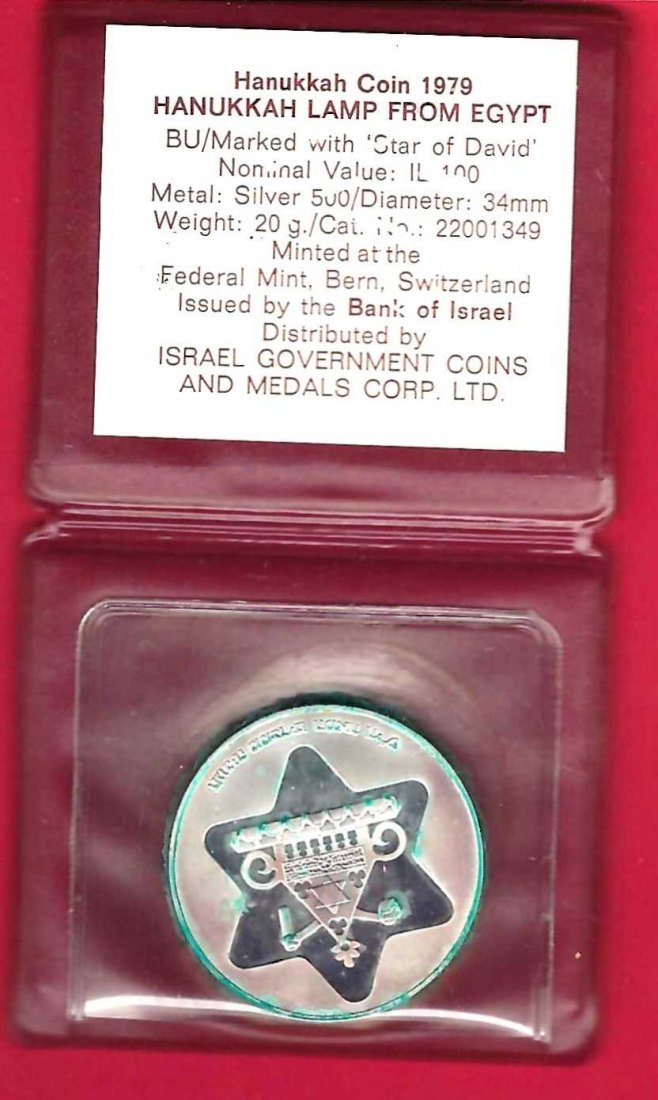 Hanukkah Coin 1979
HANUKKAH LAMP FROM EGYPT
BU/Marked with 'Star of David'
Nominal Value: IL 100
Metal: Silver 500/Diameter: 34mm
Weight: 20 g./Cat. No.: 22001349
Minted at the
Federal Mint, Bern, Switzerland
Issued by the Bank of Israel
Distributed by
ISRAEL GOVERNMENT COINS
AND MEDALS CORP. LTD.